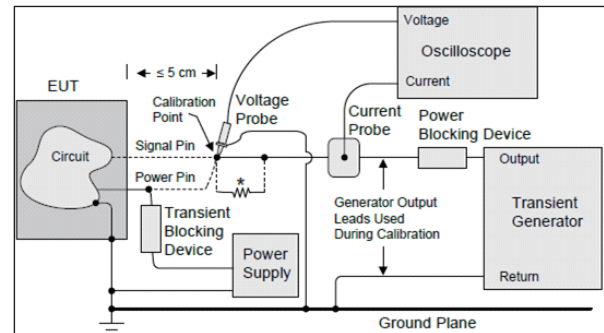 Voltage
Oscilloscope
Current
≤ 5 cm
EUT
Calibration
Point
Voltage
Probe
Current
Probe
Power
Blocking Device
Circuit
Signal Pin
Power Pin
*
Output
Transient
Generator
Return
Generator Output
Leads Used
During Calibration
Transient
Blocking
Device
Power
Supply
Ground Plane